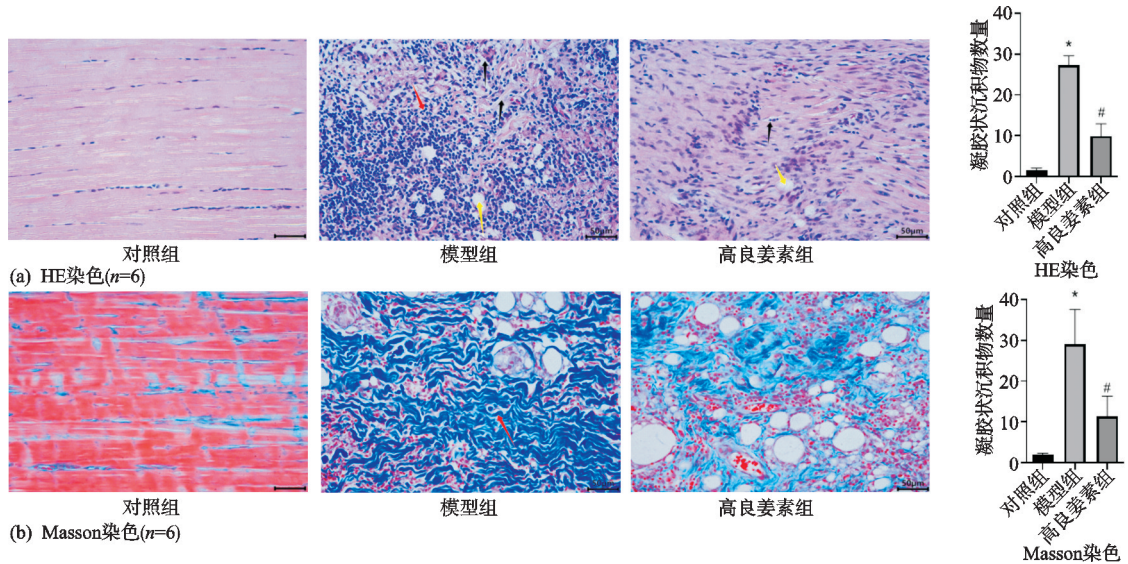 50μm
50μm
对照组
模型组
高良姜素组
(a) HE染色(n=6)
凝胶状沉积物数量
40
30
20
10
0
*
#
对照组
模型组
高良姜素组
HE染色
50μm
50μm
对照组
模型组
高良姜素组
(b) Masson染色(n=6)
凝胶状沉积物数量
40
30
20
10
0
*
#
对照组
模型组
高良姜素组
Masson染色